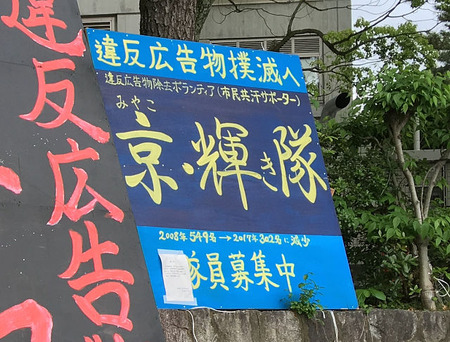 違反広告
違反広告物撲滅へ
違反広告物除去ボランティア(市民共汗サポーター)
みやこ
京・輝き隊
2008年549号→2017年302号に減少
隊員募集中